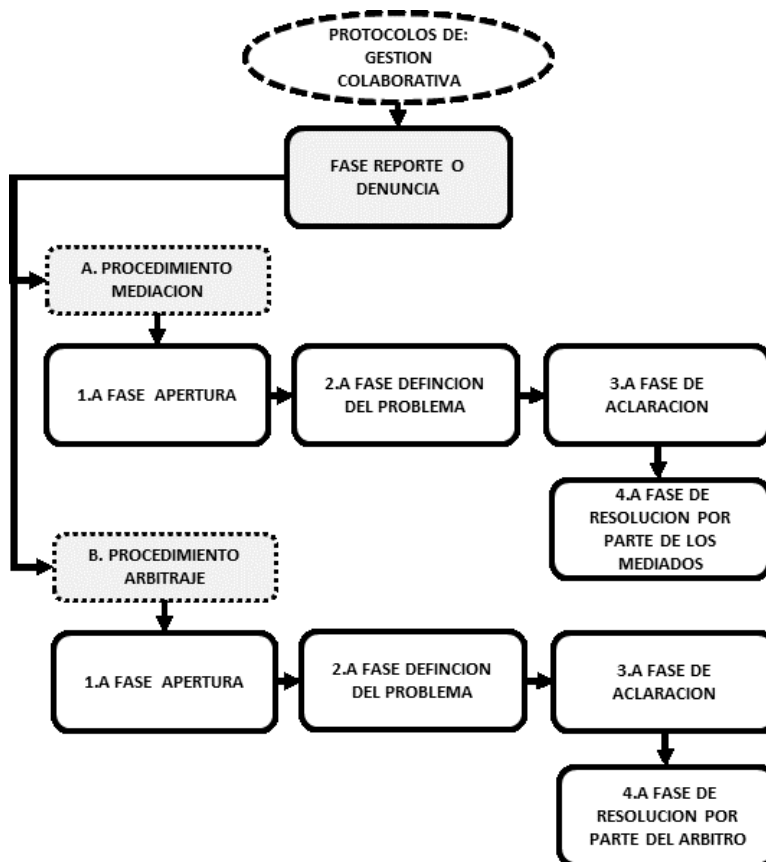 PROTOCOLOS DE:
GESTION
COLABORATIVA
FASE REPORTE O
DENUNCIA
A. PROCEDIMIENTO
MEDIACION
1.A FASE APERTURA
2.A FASE DEFINCION
DEL PROBLEMA
3.A FASE DE
ACLARACION
4.A FASE DE
RESOLUCION POR
PARTE DE LOS
MEDIADOS
B. PROCEDIMIENTO
ARBITRAJE
1.A FASE APERTURA
2.A FASE DEFINCION
DEL PROBLEMA
3.A FASE DE
ACLARACION
4.A FASE DE
RESOLUCION POR
PARTE DEL ARBITRO